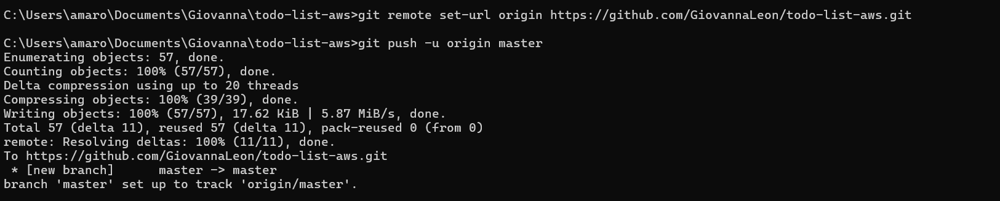 C:\Users\amaro\Documents\Giovanna\todo-list-aws>git remote set-url origin https://github.com/GiovannaLeon/todo-list-aws.git
C:\Users\amaro\Documents\Giovanna\todo-list-aws>git push -u origin master
Enumerating objects: 57, done.
Counting objects: 100% (57/57), done.
Delta compression using up to 20 threads
Compressing objects: 100% (39/39), done.
Writing objects: 100% (57/57), 17.62 KiB | 5.87 MiB/s, done.
Total 57 (delta 11), reused 57 (delta 11), pack-reused 0 (from 0)
remote: Resolving deltas: 100% (11/11), done.
To https://github.com/GiovannaLeon/todo-list-aws.git
 * [new branch]      master -> master
branch 'master' set up to track 'origin/master'.